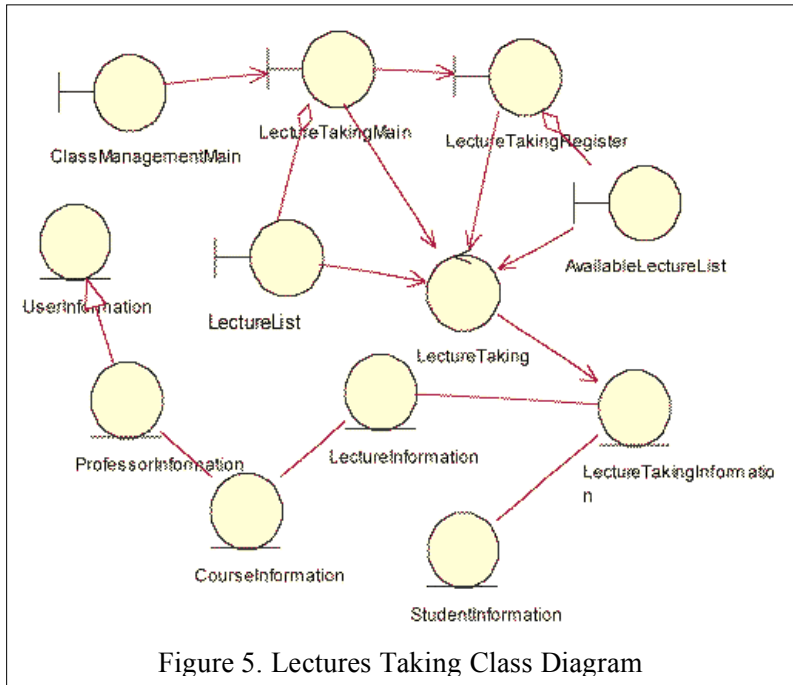 LectureTakingMain
LectureTakingRegister
ClassManagementMain
AvailableLectureList
UserInformation
LectureList
LectureTaking
ProfessorInformation
LectureInformation
LectureTakingInformatio
n
CourseInformation
StudentInformation
Figure 5. Lectures Taking Class Diagram